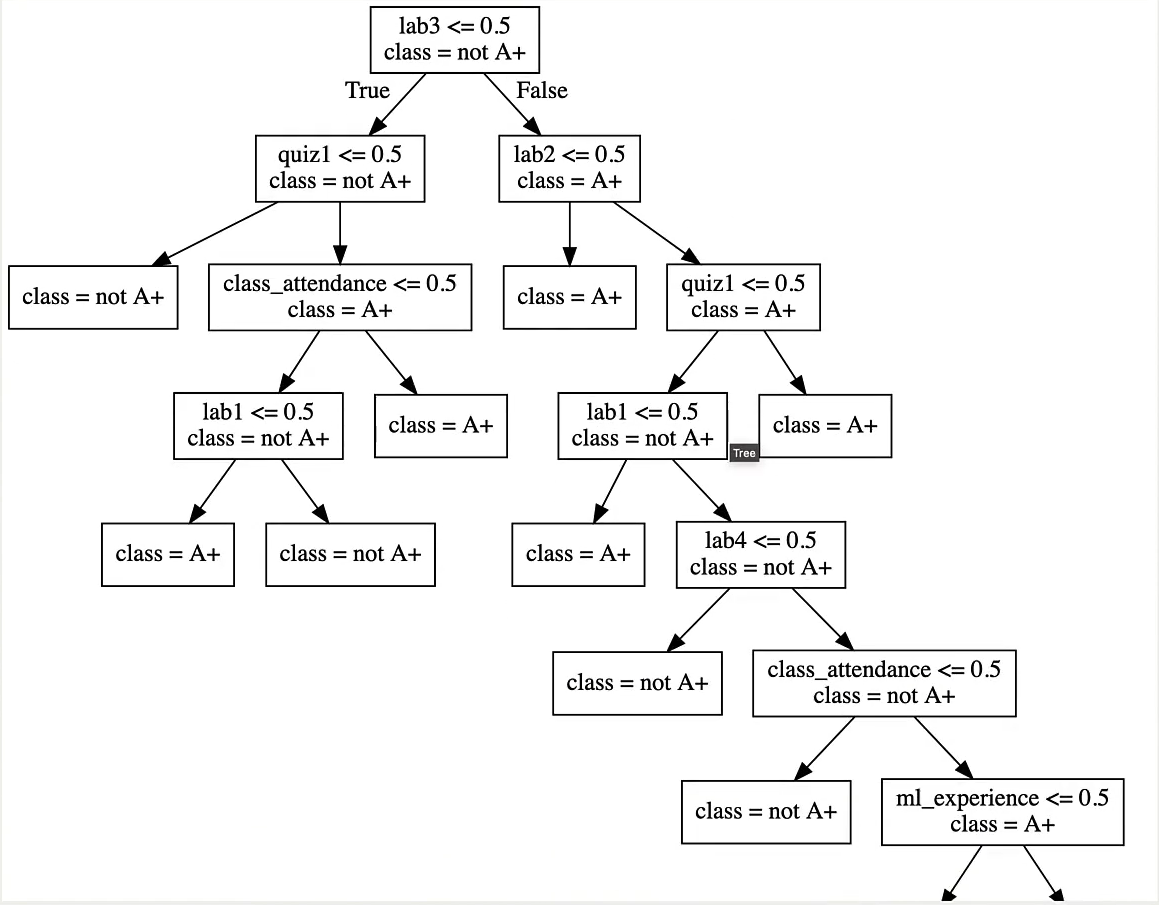 lab3 <= 0.5
class = not A+
True
False
quiz1 <= 0.5
class = not A+
lab2 <= 0.5
class = A+
class = not A+
class_attendance <= 0.5
class = A+
class = A+
quiz1 <= 0.5
class = A+
lab1 <= 0.5
class = not A+
class = A+
lab1 <= 0.5
class = not A+
class = A+
Tree
class = A+
class = not A+
class = A+
lab4 <= 0.5
class = not A+
class = not A+
class_attendance <= 0.5
class = not A+
class = not A+
ml_experience <= 0.5
class = A+